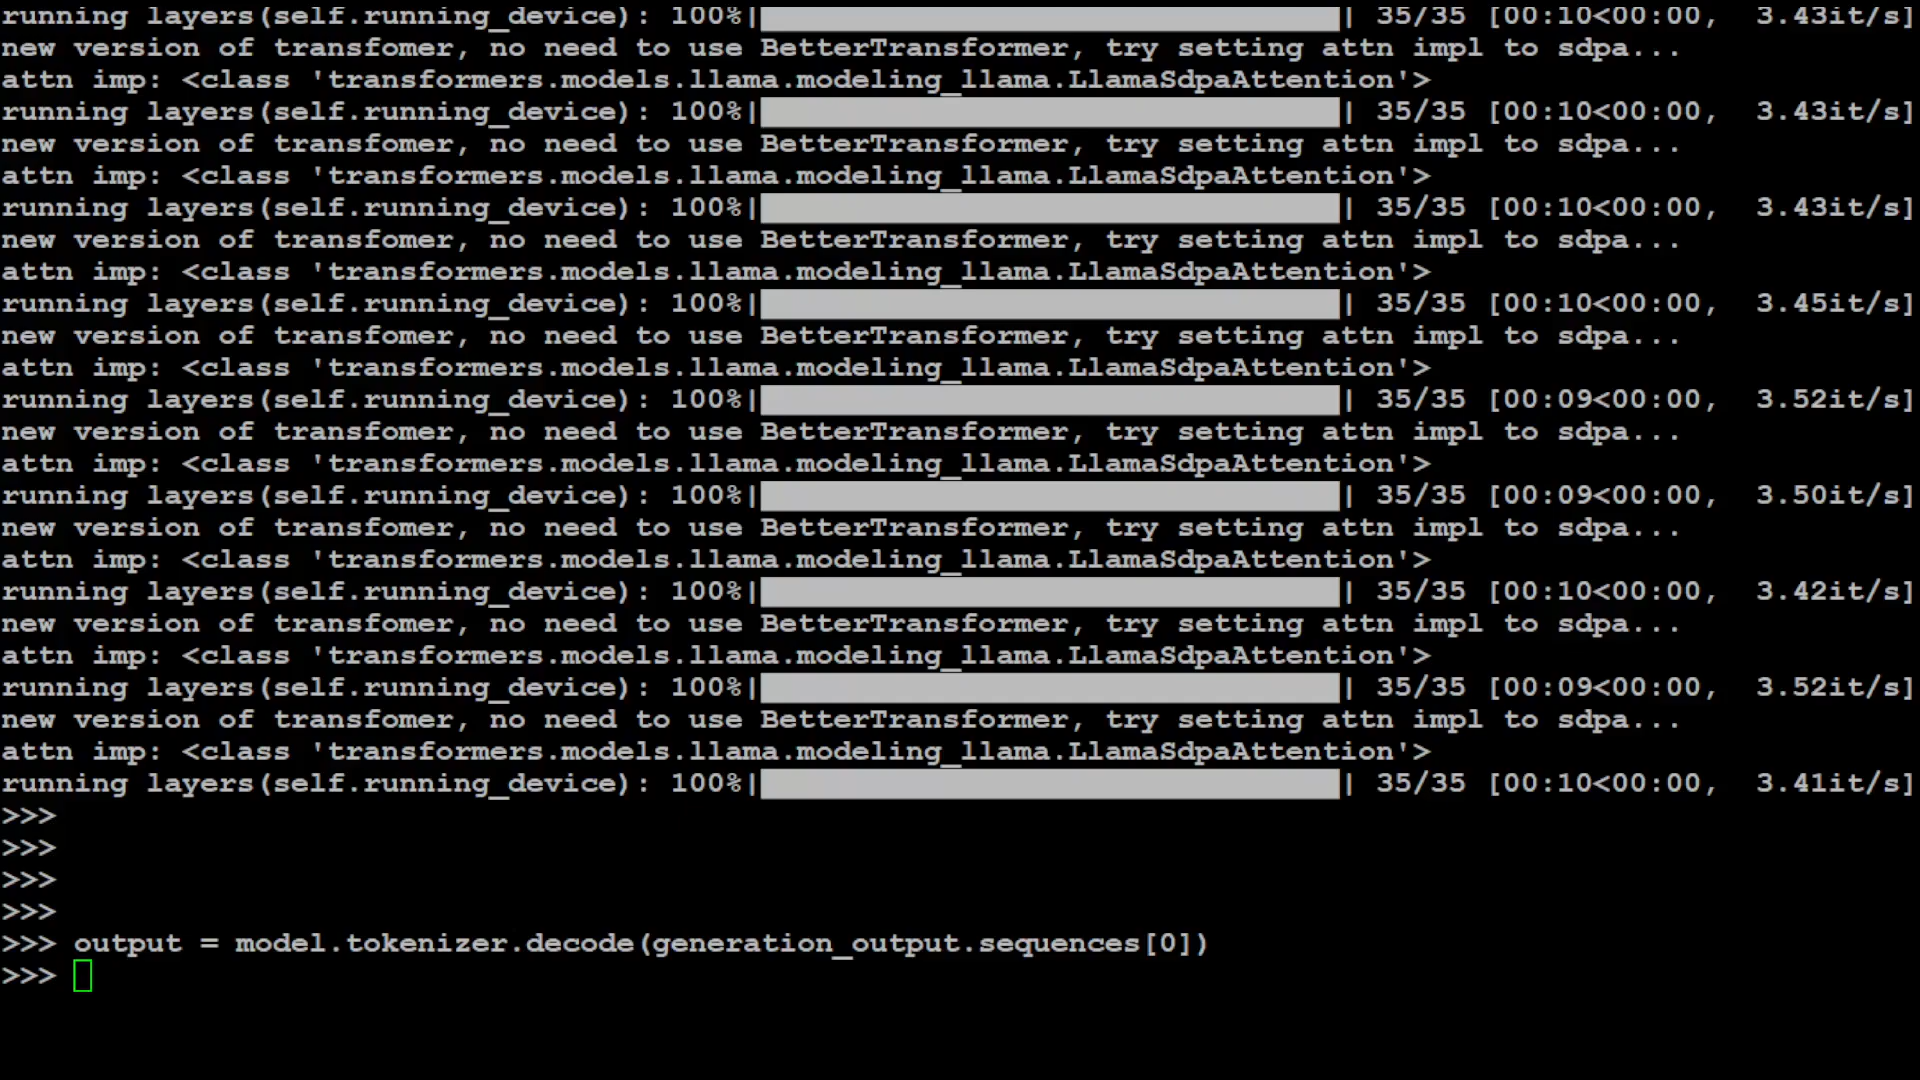 running layers(self.running_device): 100%| | 35/35 [00:10<00:00,  3.43it/s]
new version of transfomer, no need to use BetterTransformer, try setting attn impl to sdpa...
attn imp: <class 'transformers.models.llama.modeling_llama.LlamaSdpaAttention'>
running layers(self.running_device): 100%| | 35/35 [00:10<00:00,  3.43it/s]
new version of transfomer, no need to use BetterTransformer, try setting attn impl to sdpa...
attn imp: <class 'transformers.models.llama.modeling_llama.LlamaSdpaAttention'>
running layers(self.running_device): 100%| | 35/35 [00:10<00:00,  3.43it/s]
new version of transfomer, no need to use BetterTransformer, try setting attn impl to sdpa...
attn imp: <class 'transformers.models.llama.modeling_llama.LlamaSdpaAttention'>
running layers(self.running_device): 100%| | 35/35 [00:10<00:00,  3.45it/s]
new version of transfomer, no need to use BetterTransformer, try setting attn impl to sdpa...
attn imp: <class 'transformers.models.llama.modeling_llama.LlamaSdpaAttention'>
running layers(self.running_device): 100%| | 35/35 [00:09<00:00,  3.52it/s]
new version of transfomer, no need to use BetterTransformer, try setting attn impl to sdpa...
attn imp: <class 'transformers.models.llama.modeling_llama.LlamaSdpaAttention'>
running layers(self.running_device): 100%| | 35/35 [00:09<00:00,  3.50it/s]
new version of transfomer, no need to use BetterTransformer, try setting attn impl to sdpa...
attn imp: <class 'transformers.models.llama.modeling_llama.LlamaSdpaAttention'>
running layers(self.running_device): 100%| | 35/35 [00:10<00:00,  3.42it/s]
new version of transfomer, no need to use BetterTransformer, try setting attn impl to sdpa...
attn imp: <class 'transformers.models.llama.modeling_llama.LlamaSdpaAttention'>
running layers(self.running_device): 100%| | 35/35 [00:09<00:00,  3.52it/s]
new version of transfomer, no need to use BetterTransformer, try setting attn impl to sdpa...
attn imp: <class 'transformers.models.llama.modeling_llama.LlamaSdpaAttention'>
running layers(self.running_device): 100%| | 35/35 [00:10<00:00,  3.41it/s]
>>>
>>>
>>>
>>>
>>> output = model.tokenizer.decode(generation_output.sequences[0])
>>>